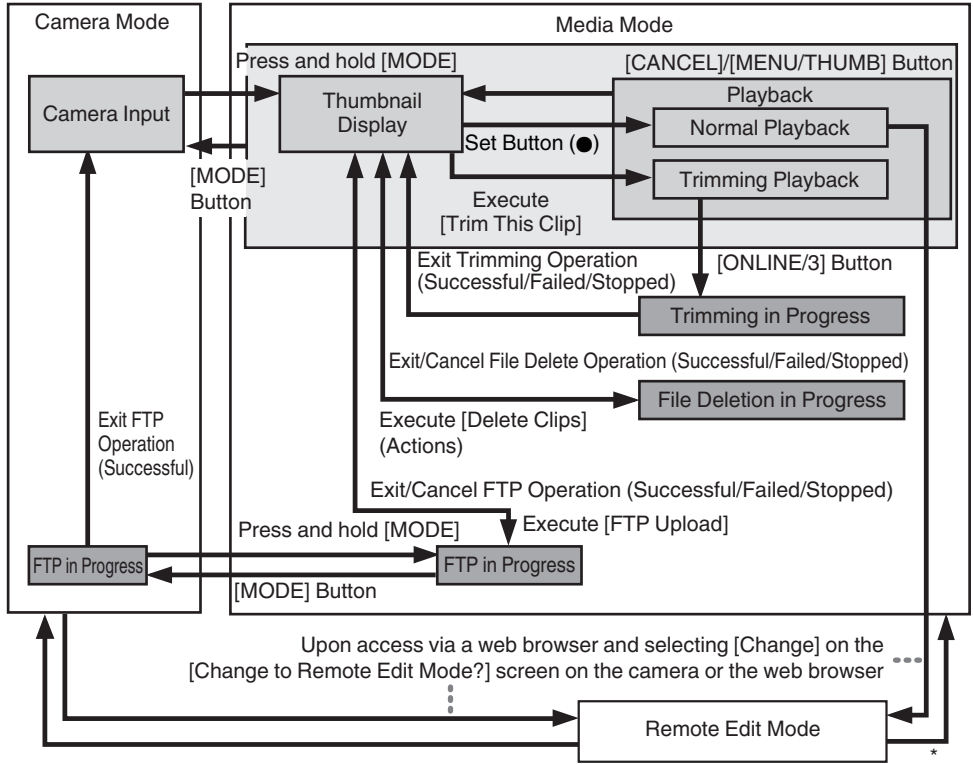 Camera Mode
Media Mode
Press and hold [MODE]
[CANCEL]/[MENU/THUMB] Button
Camera Input
Thumbnail
Display
Playback
Normal Playback
Set Button (●)
Trimming Playback
[MODE]
Button
Execute
[Trim This Clip]
Exit Trimming Operation
(Successful/Failed/Stopped)
[ONLINE/3] Button
Trimming in Progress
Exit/Cancel File Delete Operation (Successful/Failed/Stopped)
File Deletion in Progress
Execute [Delete Clips]
(Actions)
Exit FTP
Operation
(Successful)
Exit/Cancel FTP Operation (Successful/Failed/Stopped)
Execute [FTP Upload]
Press and hold [MODE]
FTP in Progress
FTP in Progress
[MODE] Button
Upon access via a web browser and selecting [Change] on the
[Change to Remote Edit Mode?] screen on the camera or the web browser
Remote Edit Mode
*